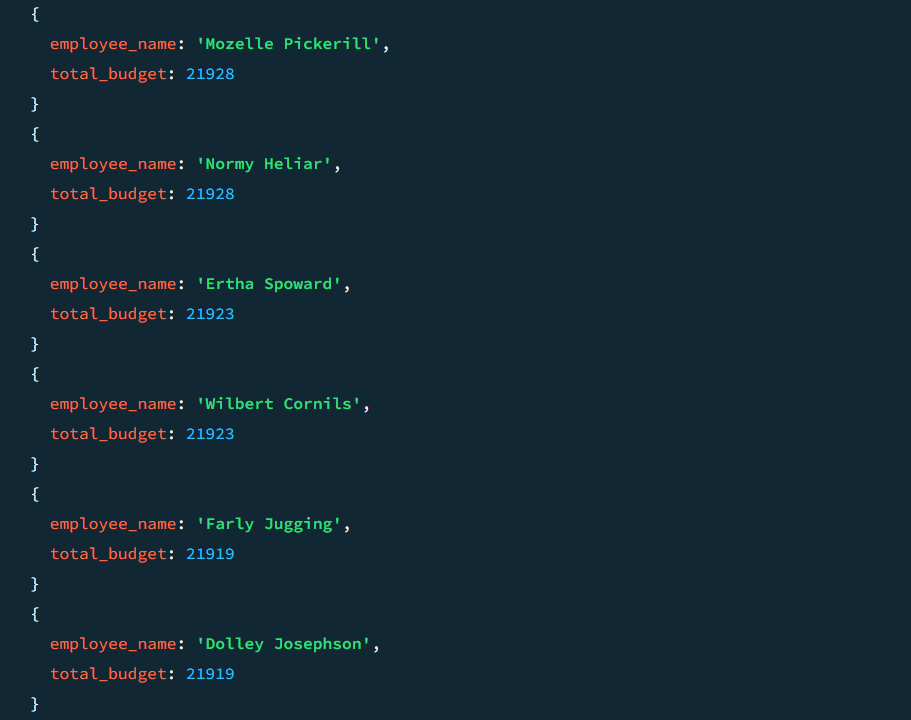 {
employee_name: 'Mozelle Pickerill',
total_budget: 21928
}
{
employee_name: 'Normy Heliar',
total_budget: 21928
}
{
employee_name: 'Ertha Spoward',
total_budget: 21923
}
{
employee_name: 'Wilbert Cornils',
total_budget: 21923
}
{
employee_name: 'Farly Jugging',
total_budget: 21919
}
{
employee_name: 'Dolley Josephson',
total_budget: 21919
}